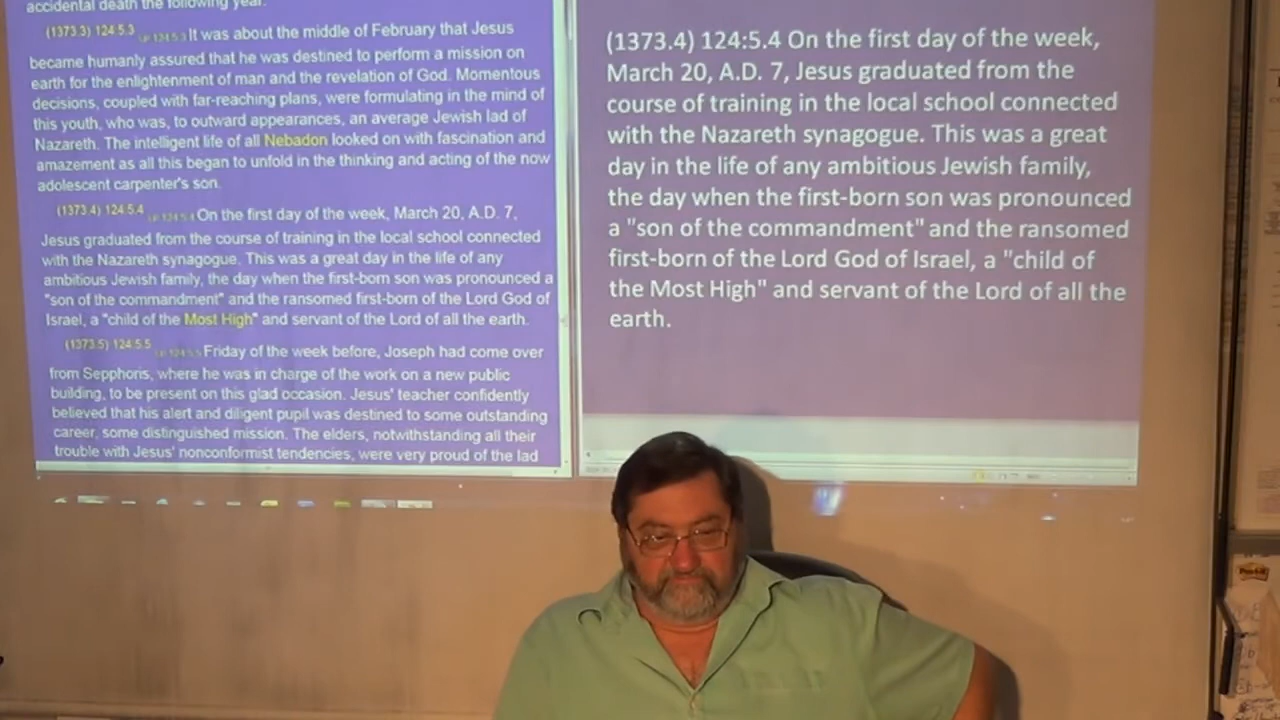 accidental death the following year.
(1373.3) 124:5.3 It was about the middle of February that Jesus
became humanly assured that he was destined to perform a mission on
earth for the enlightenment of man and the revelation of God. Momentous
decisions, coupled with far-reaching plans, were formulating in the mind of
this youth, who was, to outward appearances, an average Jewish lad of
Nazareth. The intelligent life of all Nebadon looked on with fascination and
amazement as all this began to unfold in the thinking and acting of the now
adolescent carpenter's son.
(1373.4) 124:5.4 On the first day of the week, March 20, A.D. 7,
Jesus graduated from the course of training in the local school connected
with the Nazareth synagogue. This was a great day in the life of any
ambitious Jewish family, the day when the first-born son was pronounced a
"son of the commandment" and the ransomed first-born of the Lord God of
Israel, a "child of the Most High" and servant of the Lord of all the earth.
(1373.5) 124:5.5 Friday of the week before, Joseph had come over
from Sepphoris, where he was in charge of the work on a new public
building, to be present on this glad occasion. Jesus' teacher confidently
believed that his alert and diligent pupil was destined to some outstanding
career, some distinguished mission. The elders, notwithstanding all their
trouble with Jesus' nonconformist tendencies, were very proud of the lad
(1373.4) 124:5.4 On the first day of the week,
March 20, A.D. 7, Jesus graduated from the
course of training in the local school connected
with the Nazareth synagogue. This was a great
day in the life of any ambitious Jewish family,
the day when the first-born son was pronounced
a "son of the commandment" and the ransomed
first-born of the Lord God of Israel, a "child of
the Most High" and servant of the Lord of all the
earth.
Post-it